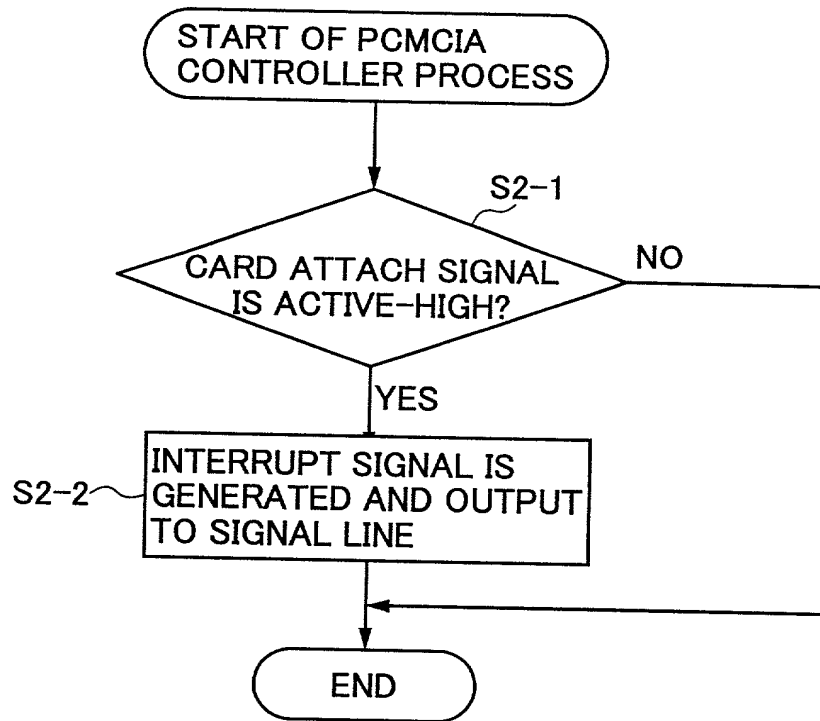 START OF PCMCIA
CONTROLLER PROCESS
S2-1
CARD ATTACH SIGNAL
IS ACTIVE-HIGH?
NO
YES
S2-2
INTERRUPT SIGNAL IS
GENERATED AND OUTPUT
TO SIGNAL LINE
END